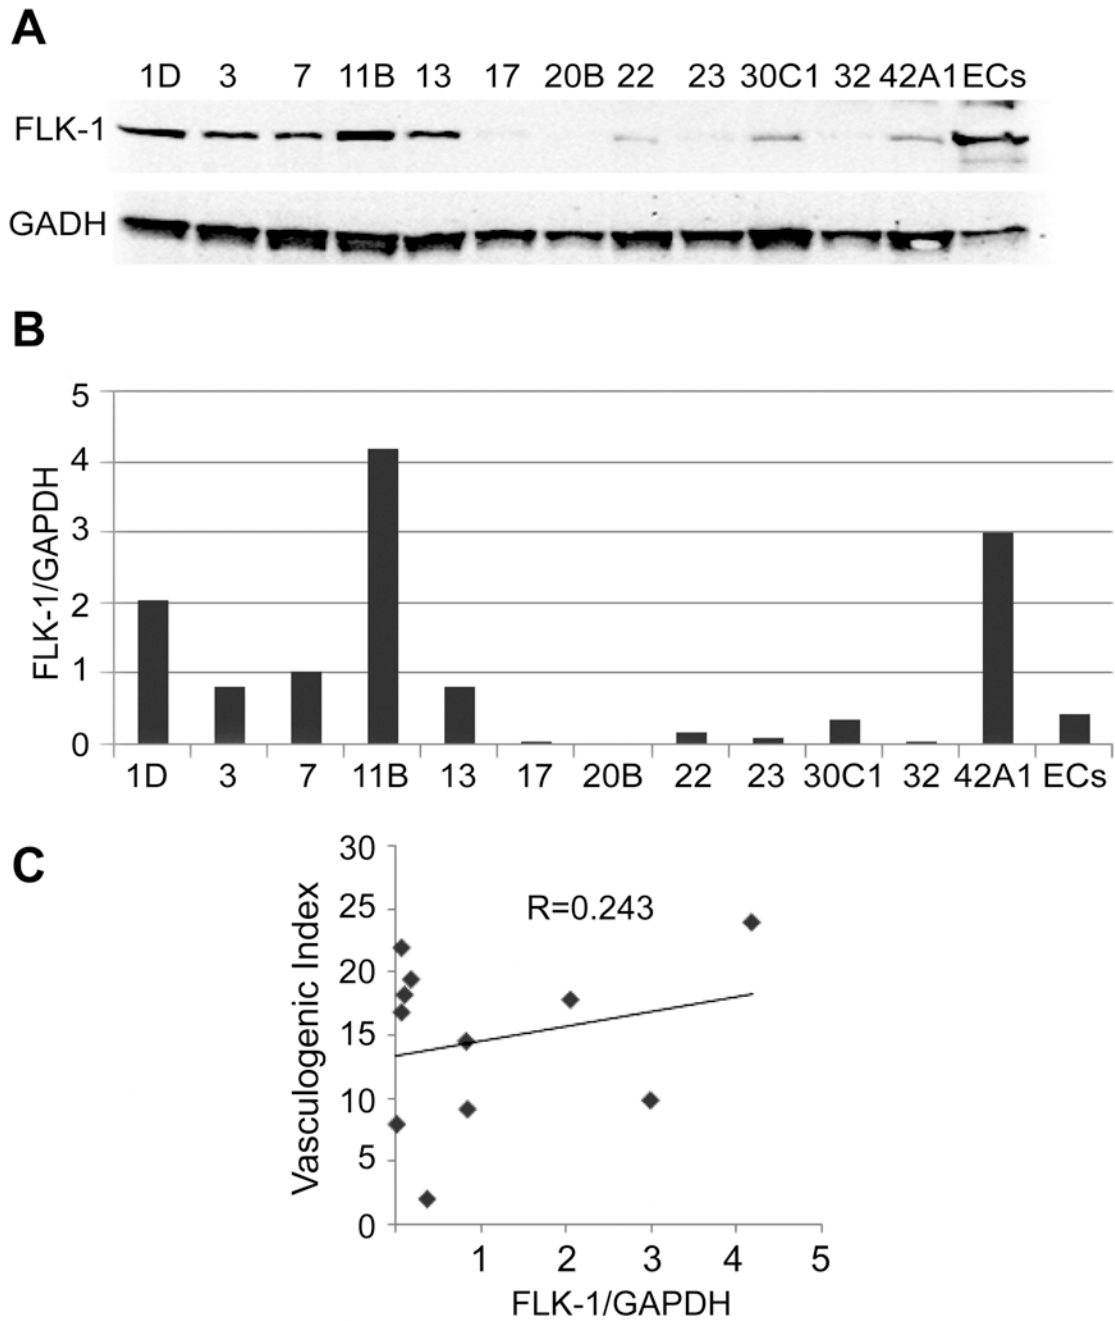 A
1D 3 7 11B 13 17 20B 22 23 30C1 32 42A1 ECs
FLK-1
GADH
B
5
4
3
2
1
0
FLK-1/GAPDH
1D 3 7 11B 13 17 20B 22 23 30C1 32 42A1 ECs
C
30
25
20
15
10
5
0
Vasculogenic Index
R=0.243
1 2 3 4 5
FLK-1/GAPDH